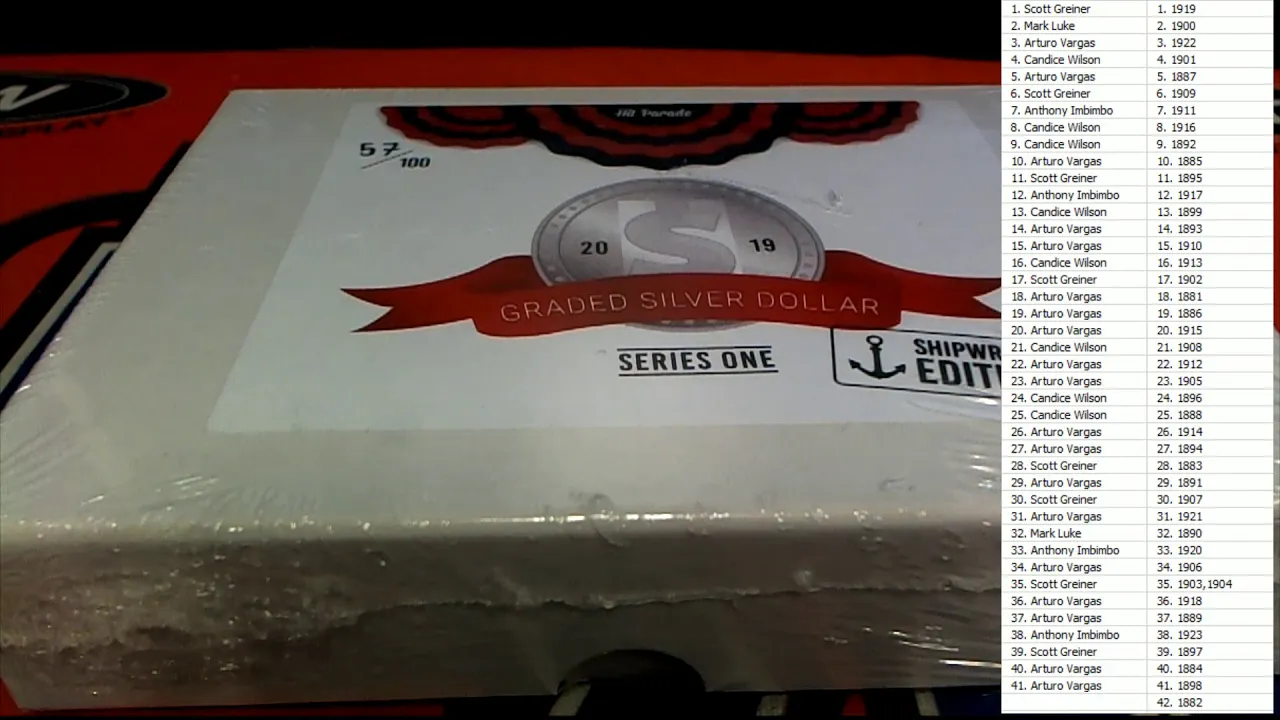 Hit Parade
57/100
20 19
GRADED SILVER DOLLAR
SERIES ONE
EDIT
1. Scott Greiner 1. 1919
2. Mark Luke 2. 1900
3. Arturo Vargas 3. 1922
4. Candice Wilson 4. 1901
5. Arturo Vargas 5. 1887
6. Scott Greiner 6. 1909
7. Anthony Imbimbo 7. 1911
8. Candice Wilson 8. 1916
9. Candice Wilson 9. 1892
10. Arturo Vargas 10. 1885
11. Scott Greiner 11. 1895
12. Anthony Imbimbo 12. 1917
13. Candice Wilson 13. 1899
14. Arturo Vargas 14. 1893
15. Arturo Vargas 15. 1910
16. Candice Wilson 16. 1913
17. Scott Greiner 17. 1902
18. Arturo Vargas 18. 1881
19. Arturo Vargas 19. 1886
20. Arturo Vargas 20. 1915
21. Candice Wilson 21. 1908
22. Arturo Vargas 22. 1912
23. Arturo Vargas 23. 1905
24. Candice Wilson 24. 1896
25. Candice Wilson 25. 1888
26. Arturo Vargas 26. 1914
27. Arturo Vargas 27. 1894
28. Scott Greiner 28. 1883
29. Arturo Vargas 29. 1891
30. Scott Greiner 30. 1907
31. Arturo Vargas 31. 1921
32. Mark Luke 32. 1890
33. Anthony Imbimbo 33. 1920
34. Arturo Vargas 34. 1906
35. Scott Greiner 35. 1903,1904
36. Arturo Vargas 36. 1918
37. Arturo Vargas 37. 1889
38. Anthony Imbimbo 38. 1923
39. Scott Greiner 39. 1897
40. Arturo Vargas 40. 1884
41. Arturo Vargas 41. 1898
42. 1882